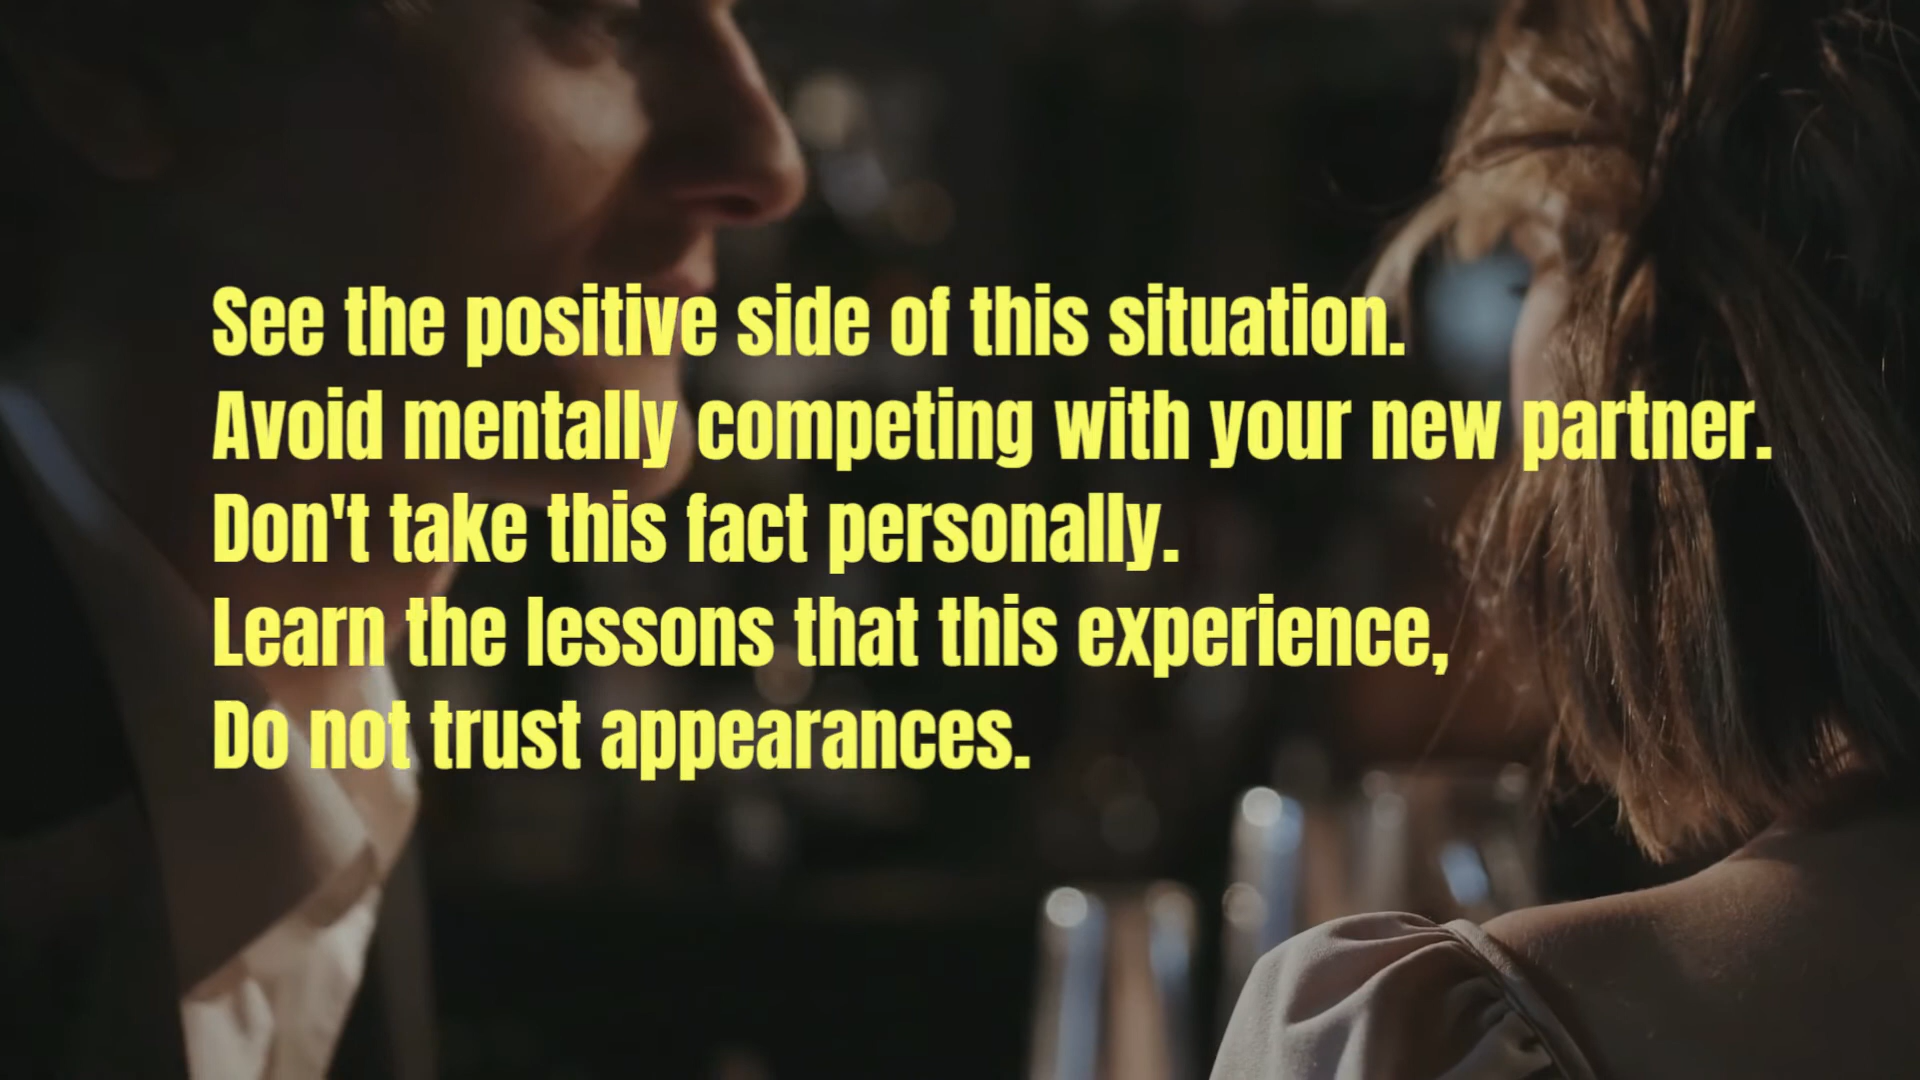 See the positive side of this situation.
Avoid mentally competing with your new partner.
Don't take this fact personally.
Learn the lessons that this experience,
Do not trust appearances.